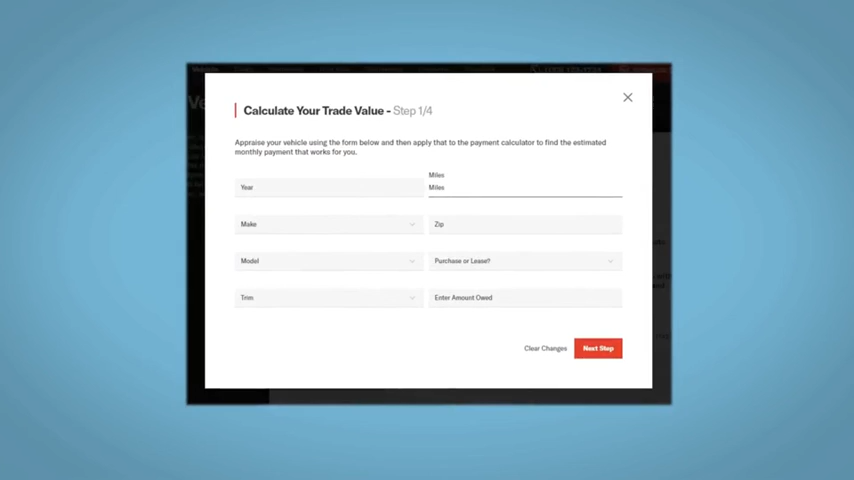 Calculate Your Trade Value - Step 1/4
Appraise your vehicle using the form below and then apply that to the payment calculator to find the estimated
monthly payment that works for you.
Miles
Year
Miles
Make
Zip
Model
Purchase or Lease?
Trim
Enter Amount Owed
Clear Changes
Next Step